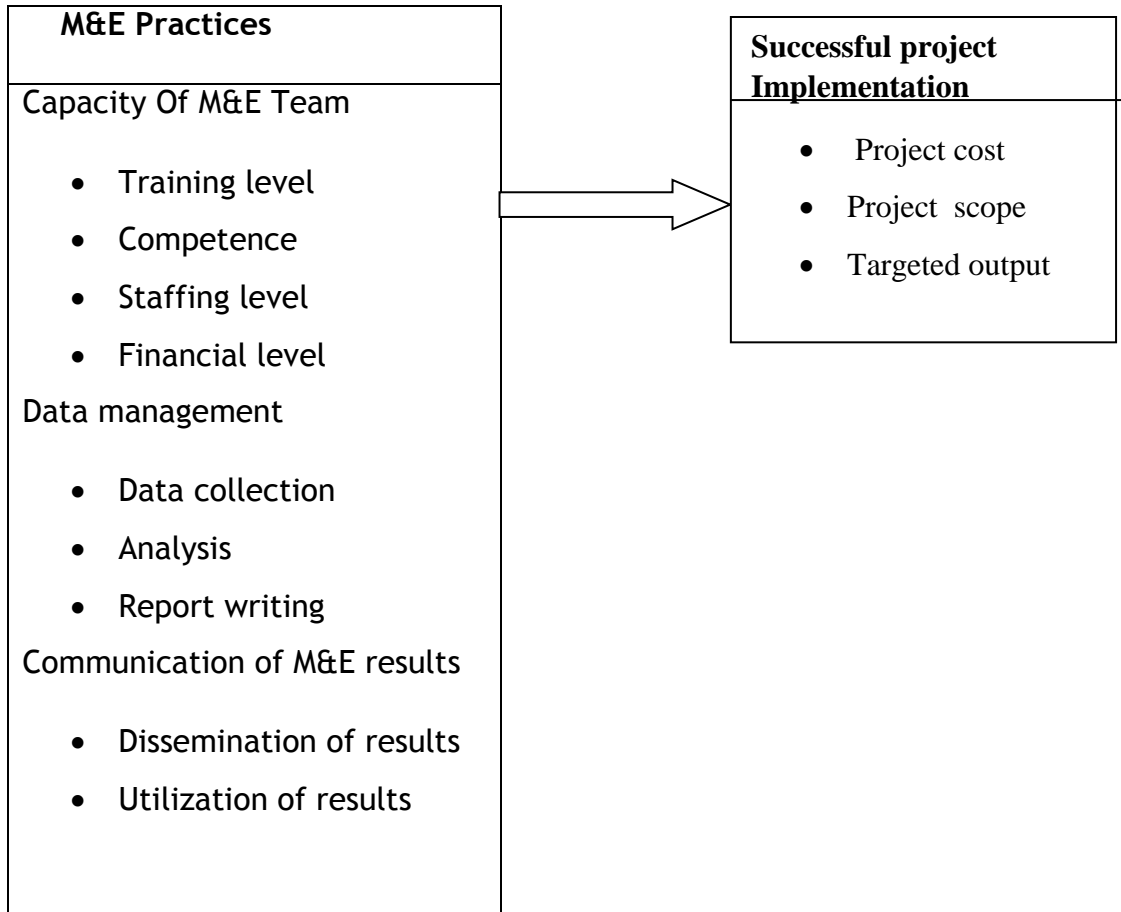 M&E Practices
Capacity Of M&E Team
• Training level
• Competence
• Staffing level
• Financial level
Data management
• Data collection
• Analysis
• Report writing
Communication of M&E results
• Dissemination of results
• Utilization of results
Successful project
Implementation
• Project cost
• Project scope
• Targeted output